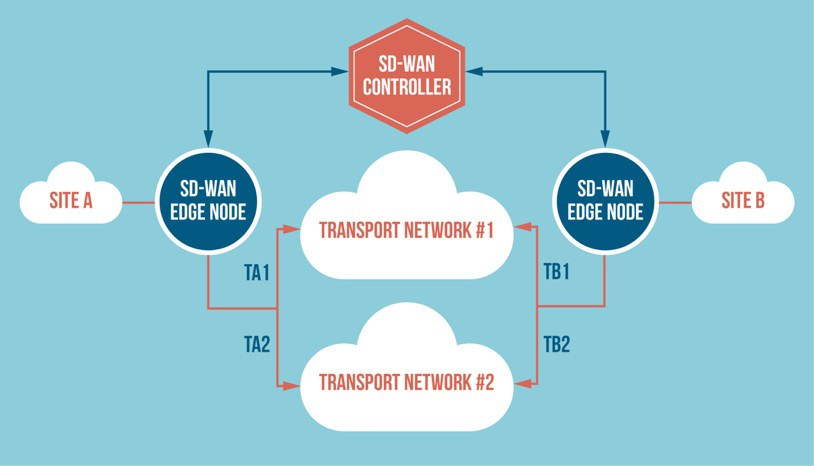 SD-WAN
CONTROLLER
SITE A
SD-WAN
EDGE NODE
SD-WAN
EDGE NODE
SITE B
TRANSPORT NETWORK #1
TA1
TB1
TA2
TB2
TRANSPORT NETWORK #2